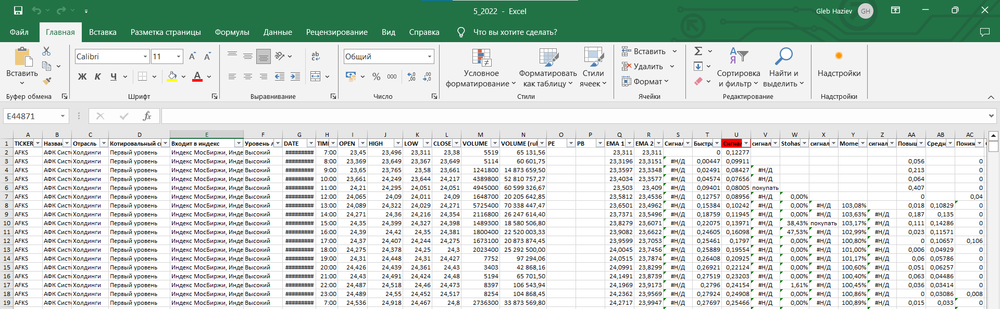 5_2022 - Excel
Gleb Haziev GH
Файл Главная Вставка Разметка страницы Формулы Данные Рецензирование Вид Справка Что вы хотите сделать?
Вставить
Буфер обмена
Calibri 11
Ж К Ч
Шрифт
ab
Выравнивание
Общий
% 000
Число
Условное форматирование
Форматировать как таблицу
Стили ячеек
Стили
Вставить
Удалить
Формат
Ячейки
Сортировка и фильтр
Найти и выделить
Редактирование
Надстройки
Надстройки
E44871 fx
A B C D E F G H I J K L M N O P Q R S T U V W X Y Z AA AB AC
1 TICKER Назван Отрасль Котировальный сп Входит в индекс Уровень л DATE TIMI OPEN HIGH LOW CLOSE VOLUME VOLUME (rul PE PB EMA 1 EMA 2 Сигнал Быстра Сигнал сигнал Stohas сигнал Mome сигнал Повыш Средн Пониж
2 AFKS АФК Систе Холдинги Первый уровень Индекс МосБиржи, Инде Высокий ######### 7:00 23,45 23,496 23,311 23,38 5519 65 131,56 23,311 23,311 0 0,12277
3 AFKS АФК Систе Холдинги Первый уровень Индекс МосБиржи, Инде Высокий ######### 8:00 23,369 23,649 23,367 23,649 5114 60 601,75 23,3196 23,3151 #Н/Д 0,00447 0,09911 0,056 0
4 AFKS АФК Систе Холдинги Первый уровень Индекс МосБиржи, Инде Высокий ######### 9:00 23,65 23,765 23,58 23,661 1241800 14 873 659,50 23,3597 23,3348 #Н/Д 0,02491 0,08427 #Н/Д 0,213 0
5 AFKS АФК Систе Холдинги Первый уровень Индекс МосБиржи, Инде Высокий ######### 10:00 23,661 24,249 23,644 24,217 4389800 52 810 757,27 23,4034 23,3577 #Н/Д 0,04574 0,07656 #Н/Д 0,064 0
6 AFKS АФК Систе Холдинги Первый уровень Индекс МосБиржи, Инде Высокий ######### 11:00 24,21 24,295 24,051 24,051 4945000 60 599 326,67 23,503 23,409 #Н/Д 0,09401 0,08005 покупать 0,407 0
7 AFKS АФК Систе Холдинги Первый уровень Индекс МосБиржи, Инде Высокий ######### 12:00 24,065 24,09 24,011 24,09 1648700 20 205 642,85 23,5812 23,4536 #Н/Д 0,12757 0,08956 #Н/Д 0,00% 0 0,04
8 AFKS АФК Систе Холдинги Первый уровень Индекс МосБиржи, Инде Высокий ######### 13:00 24,089 24,322 24,029 24,271 5725400 70 338 447,47 23,6501 23,4962 #Н/Д 0,15384 0,10242 #Н/Д 0,00% #Н/Д 103,08% 0,018 0,10829 0
9 AFKS АФК Систе Холдинги Первый уровень Индекс МосБиржи, Инде Высокий ######### 14:00 24,271 24,36 24,216 24,354 2116800 26 247 614,40 23,7371 23,5496 #Н/Д 0,18759 0,11945 #Н/Д 0,00% #Н/Д 103,63% #Н/Д 0,187 0,135 0
10 AFKS АФК Систе Холдинги Первый уровень Индекс МосБиржи, Инде Высокий ######### 15:00 24,35 24,399 24,327 24,398 1489300 18 580 506,80 23,8279 23,6071 #Н/Д 0,22075 0,13971 #Н/Д 38,43% покупать 103,17% #Н/Д 0,111 0,14286 0
11 AFKS АФК Систе Холдинги Первый уровень Индекс МосБиржи, Инде Высокий ######### 16:00 24,39 24,42 24,35 24,381 1800400 22 520 003,33 23,9082 23,6622 #Н/Д 0,24605 0,16098 #Н/Д 47,53% #Н/Д 102,99% #Н/Д 0,023 0,11571 0
12 AFKS АФК Систе Холдинги Первый уровень Индекс МосБиржи, Инде Высокий ######### 17:00 24,37 24,407 24,244 24,275 1673100 20 873 874,45 23,9599 23,7053 #Н/Д 0,25461 0,1797 #Н/Д 0,00% #Н/Д 100,80% #Н/Д 0 0,10657 0,106
13 AFKS АФК Систе Холдинги Первый уровень Индекс МосБиржи, Инде Высокий ######### 18:00 24,275 24,378 24,25 24,3 2023400 25 292 500,00 24,0045 23,7456 #Н/Д 0,25889 0,19554 #Н/Д 0,00% #Н/Д 101,00% #Н/Д 0,006 0,04929 0
14 AFKS АФК Систе Холдинги Первый уровень Индекс МосБиржи, Инде Высокий ######### 19:00 24,31 24,448 24,31 24,427 7752 97 294,06 24,0515 23,7874 #Н/Д 0,26408 0,20925 #Н/Д 0,00% #Н/Д 101,17% #Н/Д 0,06 0,05786 0
15 AFKS АФК Систе Холдинги Первый уровень Индекс МосБиржи, Инде Высокий ######### 20:00 24,426 24,439 24,361 24,43 3403 42 868,16 24,0991 23,8299 #Н/Д 0,26921 0,22124 #Н/Д 0,00% #Н/Д 100,60% #Н/Д 0,051 0,06257 0
16 AFKS АФК Систе Холдинги Первый уровень Индекс МосБиржи, Инде Высокий ######### 21:00 24,43 24,491 24,424 24,48 5194 65 701,50 24,1491 23,8739 #Н/Д 0,27519 0,23203 #Н/Д 0,00% #Н/Д 100,40% #Н/Д 0,063 0,04486 0
17 AFKS АФК Систе Холдинги Первый уровень Индекс МосБиржи, Инде Высокий ######### 22:00 24,487 24,518 24,46 24,473 8397 106 543,94 24,1969 23,9173 #Н/Д 0,2796 0,24154 #Н/Д 1,61% #Н/Д 100,45% #Н/Д 0,036 0,03414 0
18 AFKS АФК Систе Холдинги Первый уровень Индекс МосБиржи, Инде Высокий ######### 23:00 24,489 24,55 24,452 24,517 8254 104 868,45 24,2362 23,9569 #Н/Д 0,27924 0,24908 #Н/Д 0,00% #Н/Д 100,86% #Н/Д 0 0,03086 0,008
19 AFKS АФК Систе Холдинги Первый уровень Индекс МосБиржи, Инде Высокий ######### 7:00 24,536 24,918 24,467 24,8 2736300 33 873 569,80 24,2717 23,9947 #Н/Д 0,27697 0,25466 #Н/Д 0,00% #Н/Д 100,89% #Н/Д 0,015 0,033 0